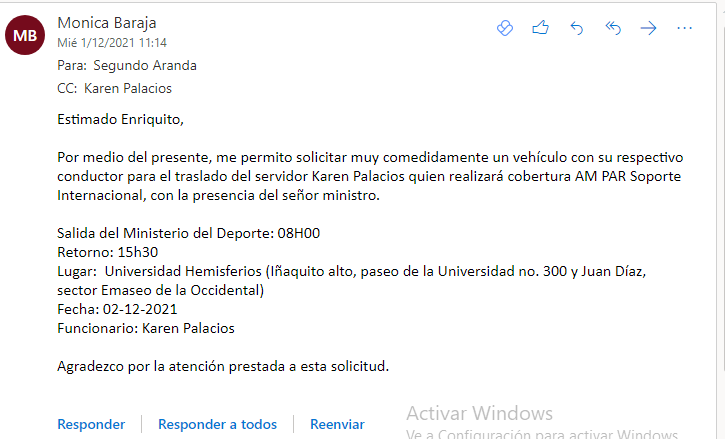 MB
Monica Baraja
Mié 1/12/2021 11:14
Para: Segundo Aranda
CC: Karen Palacios
Estimado Enriquito,
Por medio del presente, me permito solicitar muy comedidamente un vehículo con su respectivo
conductor para el traslado del servidor Karen Palacios quien realizará cobertura AM PAR Soporte
Internacional, con la presencia del señor ministro.
Salida del Ministerio del Deporte: 08H00
Retorno: 15h30
Lugar: Universidad Hemisferios (Iñaquito alto, paseo de la Universidad no. 300 y Juan Díaz,
sector Emaseo de la Occidental)
Fecha: 02-12-2021
Funcionario: Karen Palacios
Agradezco por la atención prestada a esta solicitud.
Responder
Responder a todos
Reenviar
Activar Windows
Ve a Configuración para activar Windows